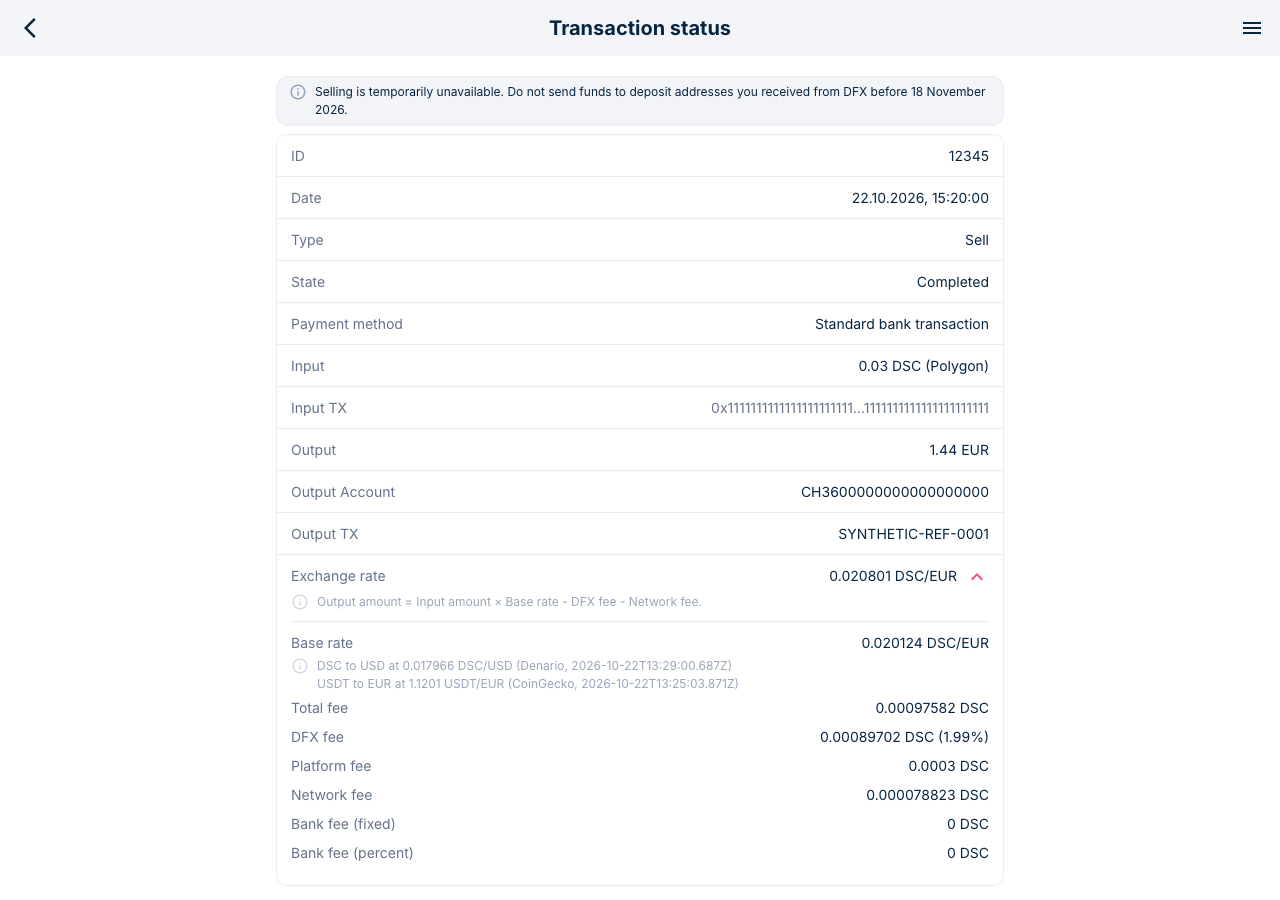 Transaction status
Selling is temporarily unavailable. Do not send funds to deposit addresses you received from DFX before 18 November
2026.
ID 12345
Date 22.10.2026, 15:20:00
Type Sell
State Completed
Payment method Standard bank transaction
Input 0.03 DSC (Polygon)
Input TX 0x1111111111111111111111...1111111111111111111111
Output 1.44 EUR
Output Account CH3600000000000000000
Output TX SYNTHETIC-REF-0001
Exchange rate 0.020801 DSC/EUR
Output amount = Input amount × Base rate - DFX fee - Network fee.
Base rate 0.020124 DSC/EUR
DSC to USD at 0.017966 DSC/USD (Denario, 2026-10-22T13:29:00.687Z)
USDT to EUR at 1.1201 USDT/EUR (CoinGecko, 2026-10-22T13:25:03.871Z)
Total fee 0.00097582 DSC
DFX fee 0.00089702 DSC (1.99%)
Platform fee 0.0003 DSC
Network fee 0.000078823 DSC
Bank fee (fixed) 0 DSC
Bank fee (percent) 0 DSC